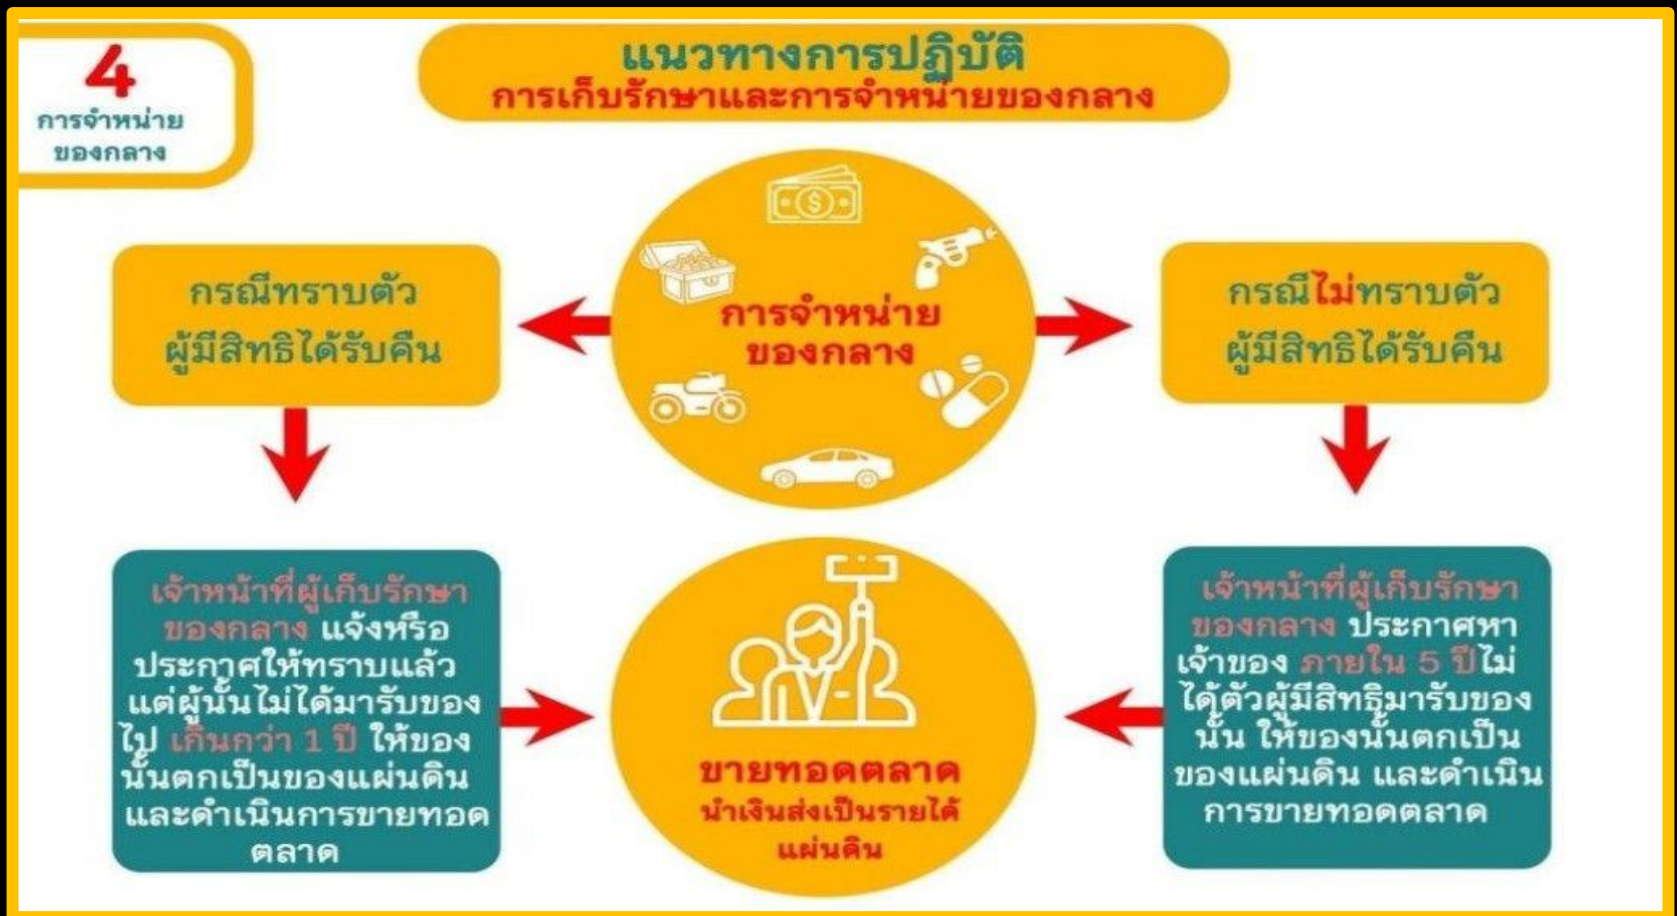 4
การจำหน่าย
ของกลาง
แนวทางการปฏิบัติ
การเก็บรักษาและการจำหน่ายของกลาง
การจำหน่าย
ของกลาง
กรณีทราบตัว
ผู้มีสิทธิได้รับคืน
กรณีไม่ทราบตัว
ผู้มีสิทธิได้รับคืน
เจ้าหน้าที่ผู้เก็บรักษา
ของกลาง แจ้งหรือ
ประกาศให้ทราบแล้ว
แต่ผู้นั้นไม่ได้มารับของ
ไป เกินกว่า 1 ปี ให้ของ
นั้นตกเป็นของแผ่นดิน
และดำเนินการขายทอด
ตลาด
ขายทอดตลาด
นำเงินส่งเป็นรายได้
แผ่นดิน
เจ้าหน้าที่ผู้เก็บรักษา
ของกลาง ประกาศหา
เจ้าของ ภายใน 5 ปีไม่
ได้ตัวผู้มีสิทธิมารับของ
นั้น ให้ของนั้นตกเป็น
ของแผ่นดิน และดำเนิน
การขายทอดตลาด